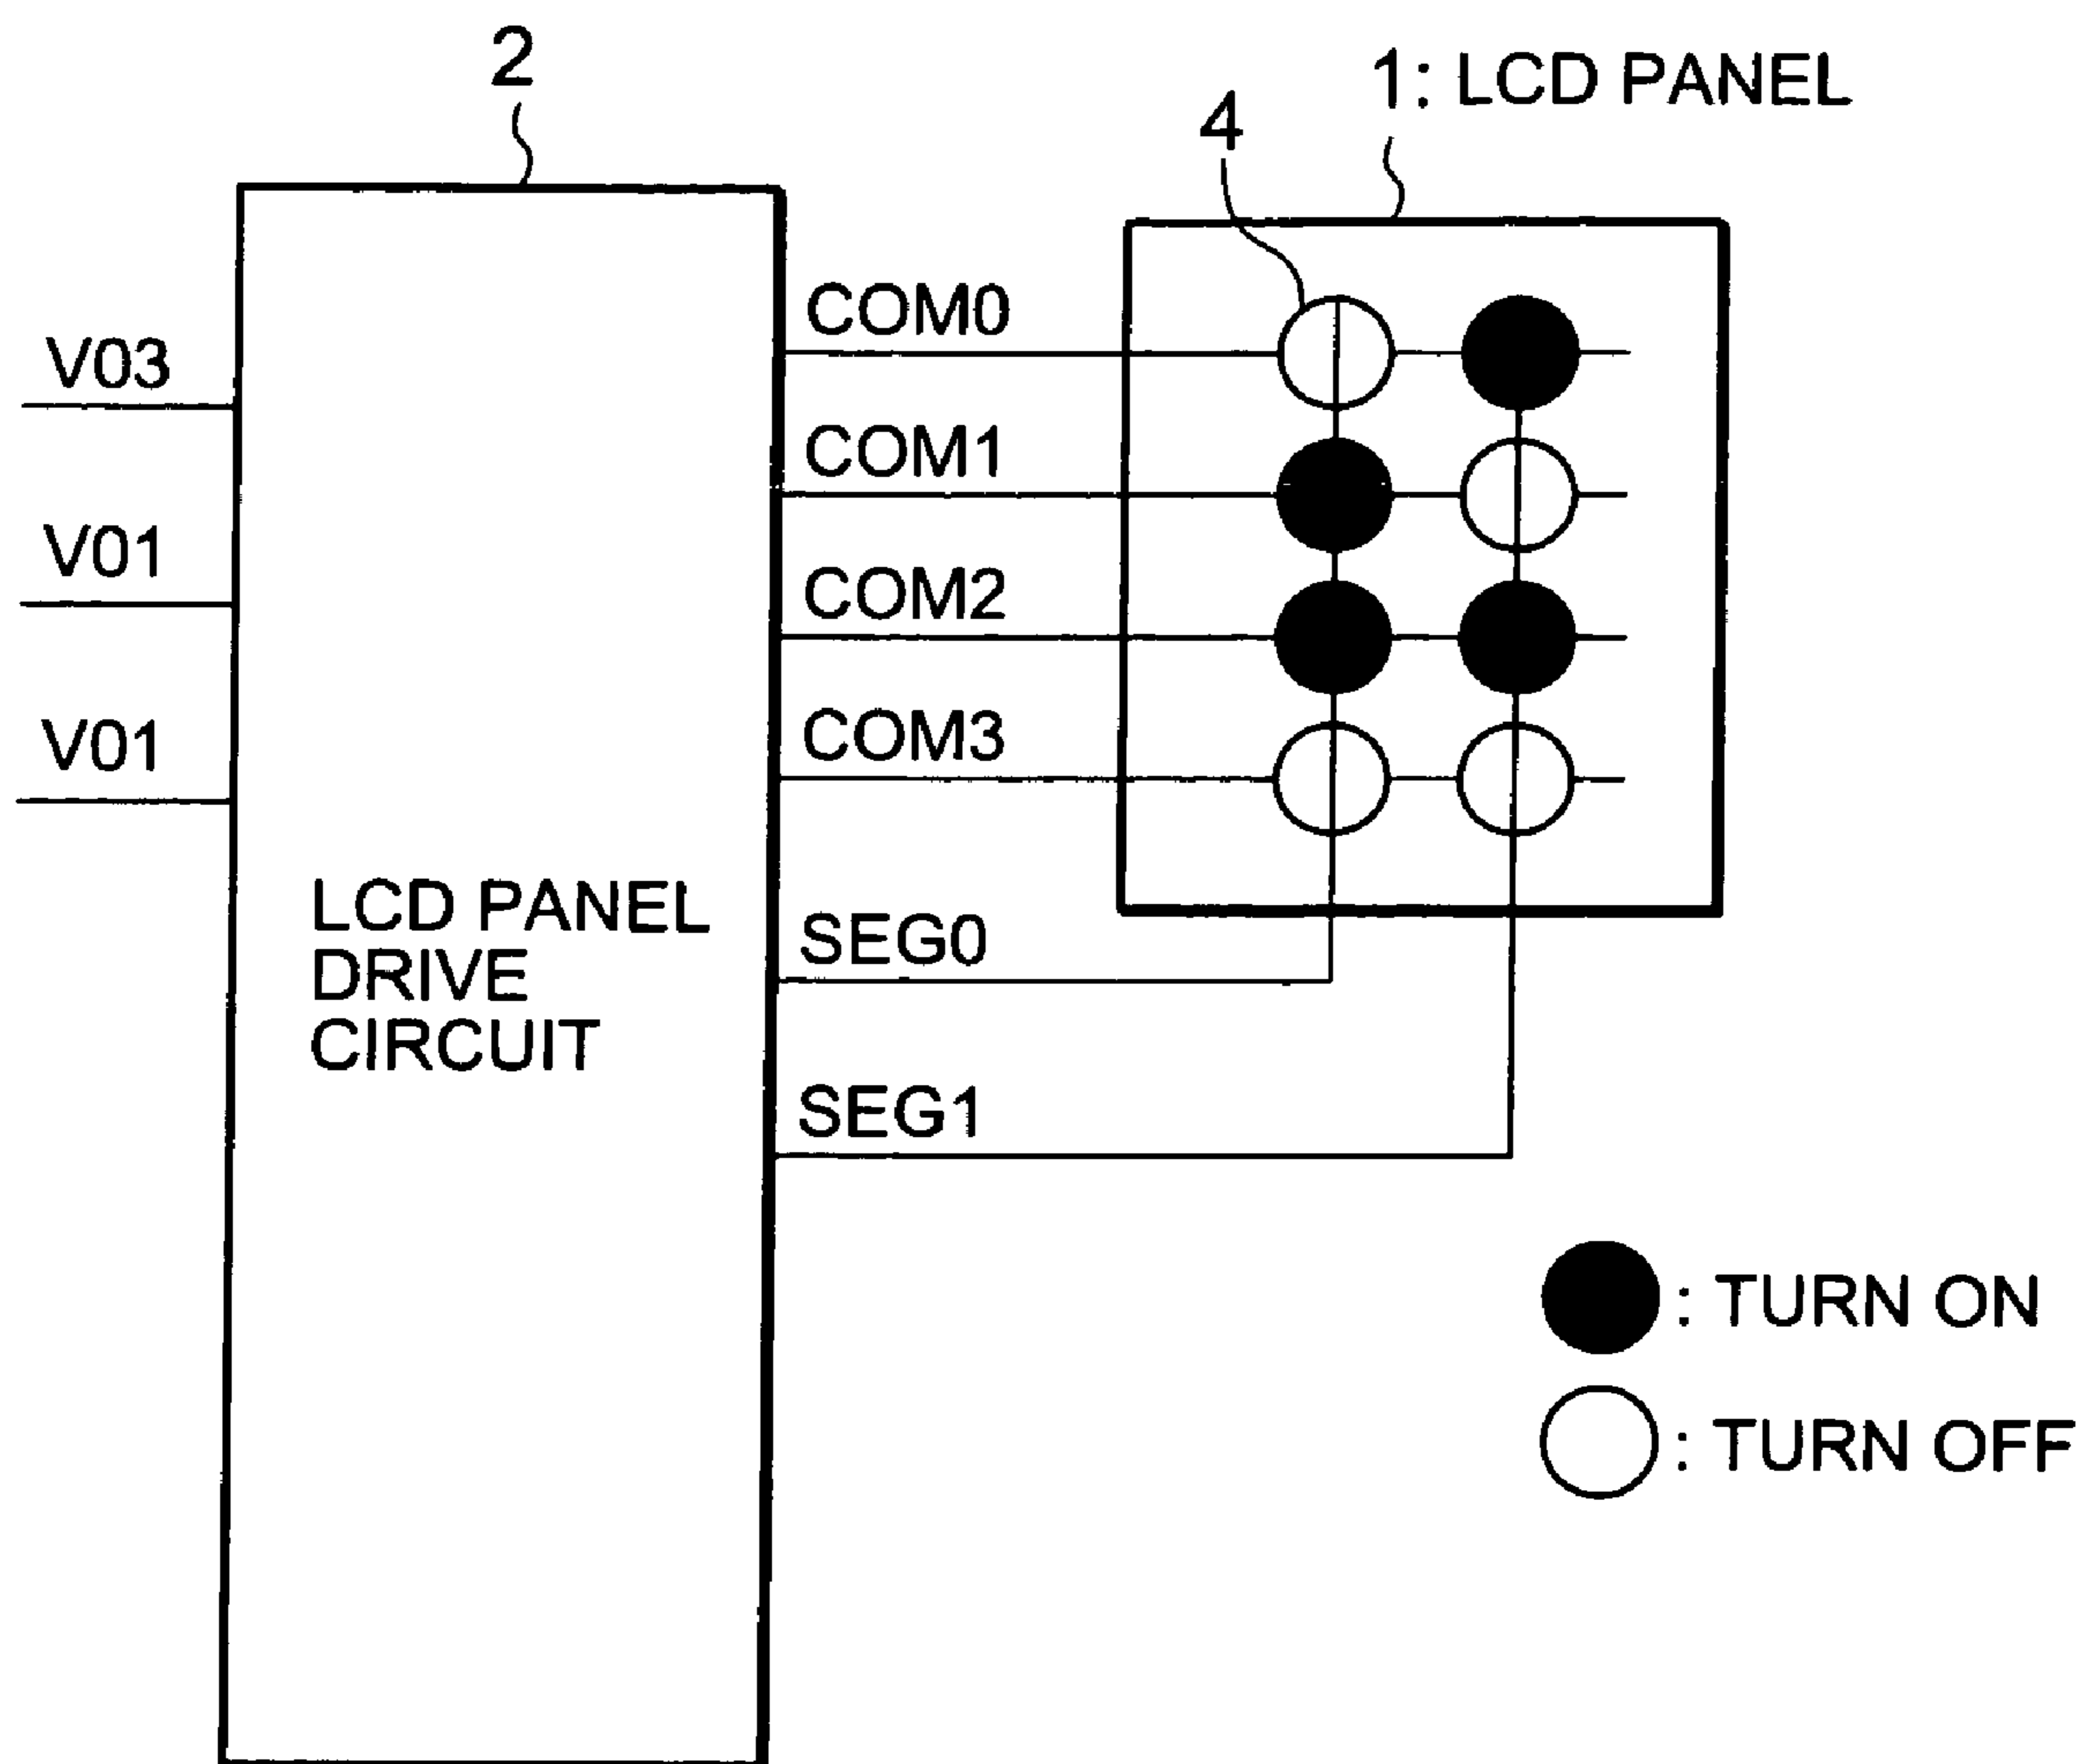 2
1: LCD PANEL
4
COM0
V03
COM1
V01
COM2
COM3
V01
LCD PANEL
DRIVE
CIRCUIT
SEG0
SEG1
: TURN ON
: TURN OFF